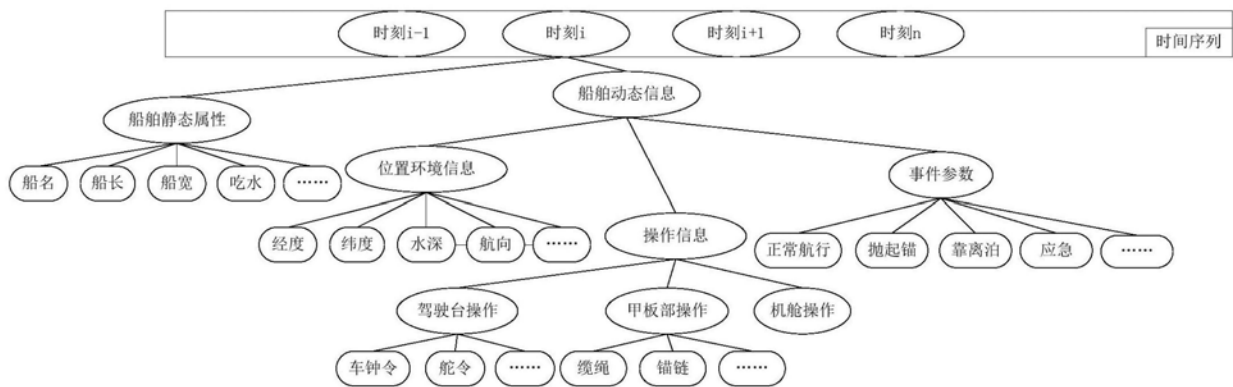 时刻i-1 时刻i 时刻i+1 时刻n
时间序列
船舶动态信息
船舶静态属性
位置环境信息 事件参数
船名 船长 船宽 吃水 ……
操作信息
经度 纬度 水深 航向 ……
正常航行 抛起锚 靠离泊 应急 ……
驾驶台操作 甲板部操作 机舱操作
车钟令 舵令 …… 缆绳 锚链 ……